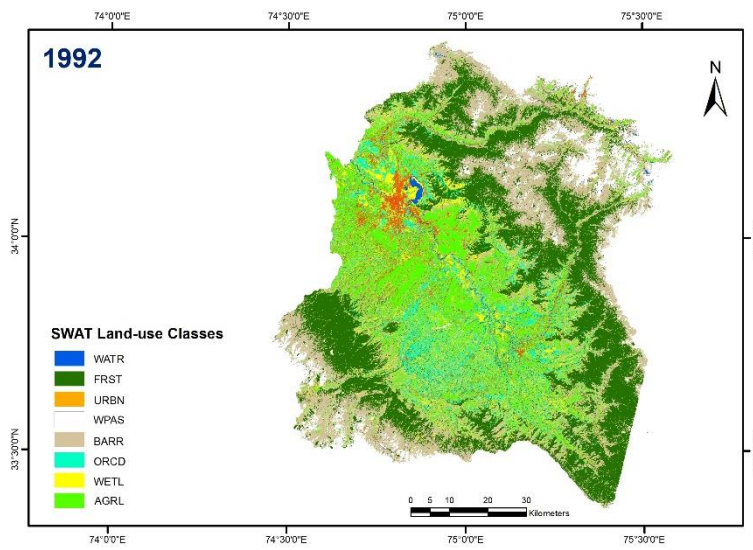 74°0'0"E 74°30'0"E 75°0'0"E 75°30'0"E
1992
N
34°0'0"N
SWAT Land-use Classes
WATR
FRST
URBN
WPAS
BARR
ORCD
WETL
AGRL
33°30'0"N
0 5 10 20 30
Kilometers
74°0'0"E 74°30'0"E 75°0'0"E 75°30'0"E